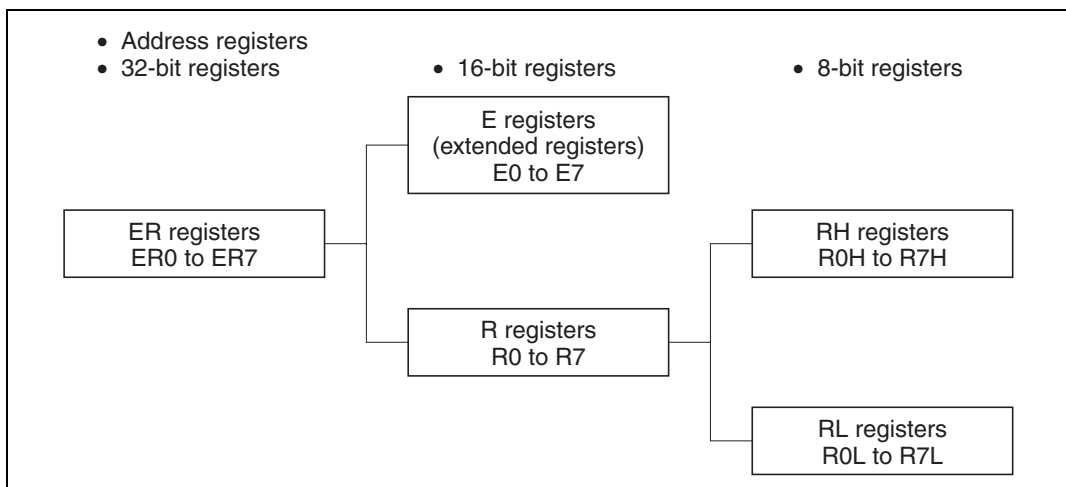 • Address registers
• 32-bit registers
• 16-bit registers
• 8-bit registers
E registers
(extended registers)
E0 to E7
ER registers
ER0 to ER7
RH registers
R0H to R7H
R registers
R0 to R7
RL registers
R0L to R7L